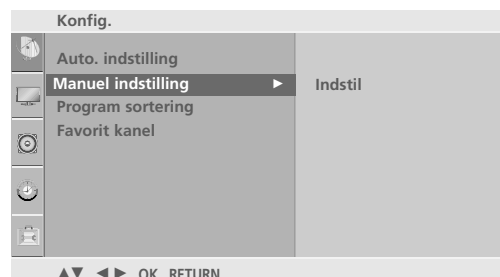 Konfig.
Auto. indstilling
Manuel indstilling ► Indstil
Program sortering
Favorit kanel
▲▼ ◄► OK RETURN